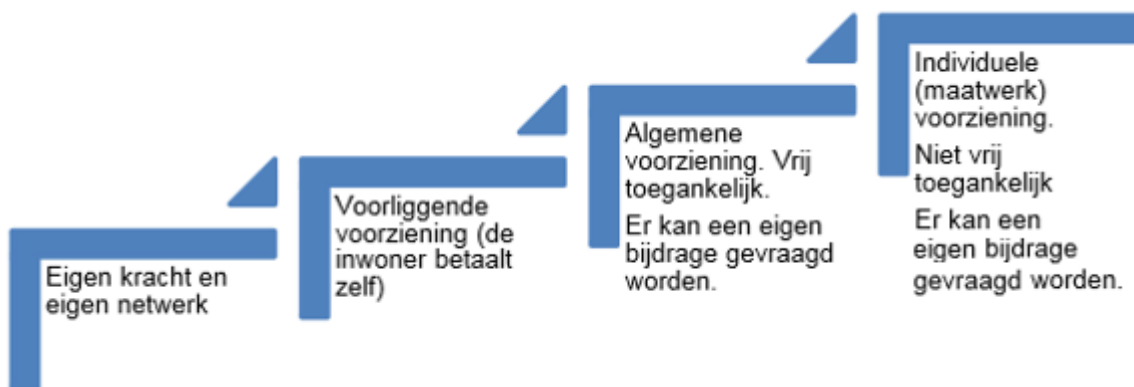 Eigen kracht en
eigen netwerk
Voorliggende
voorziening (de
inwoner betaalt
zelf)
Algemene
voorziening. Vrij
toegankelijk.
Er kan een eigen
bijdrage gevraagd
worden.
Individuele
(maatwerk)
voorziening.
Niet vrij
toegankelijk
Er kan een
eigen bijdrage
gevraagd worden.